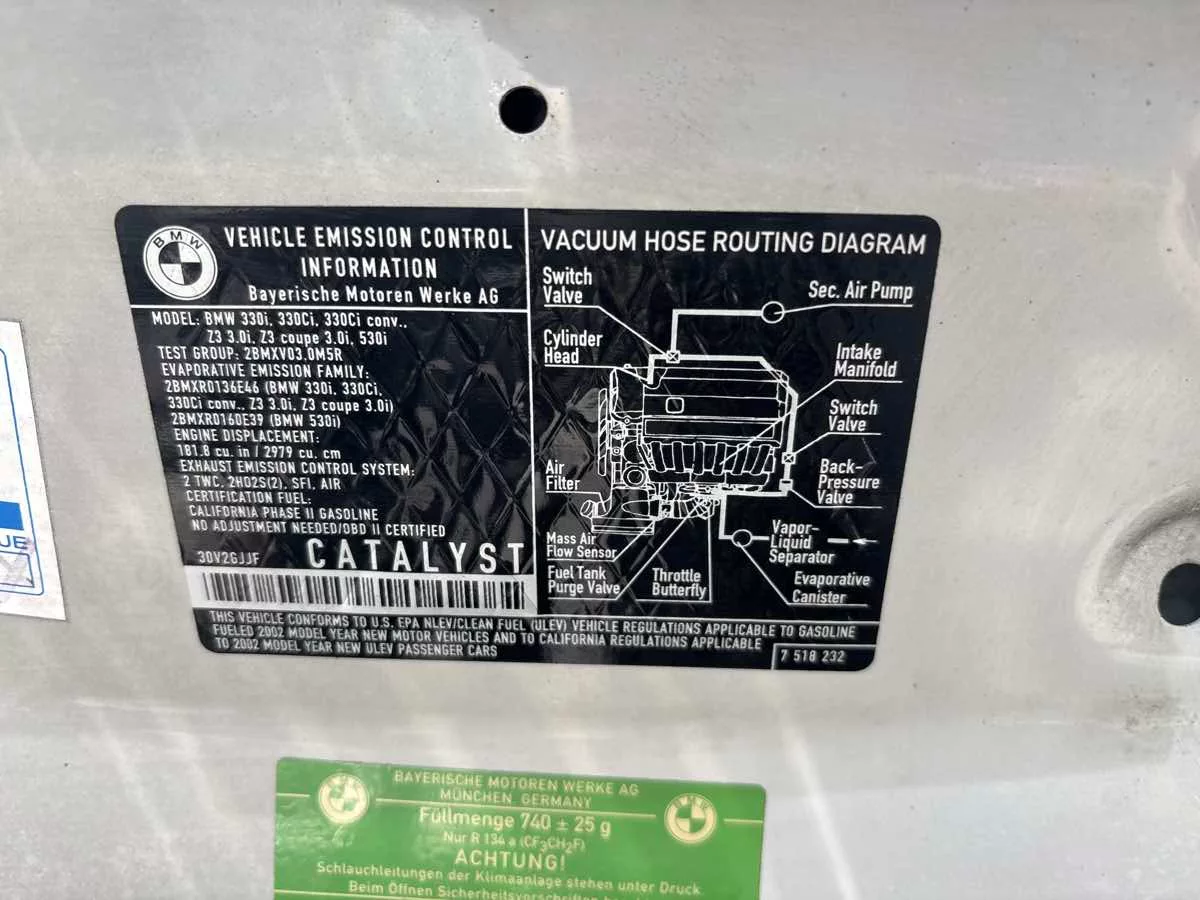 BMW
VEHICLE EMISSION CONTROL
INFORMATION
Bayerische Motoren Werke AG
MODEL: BMW 330i, 330Ci, 330Ci conv.,
Z3 3.0i, Z3 coupe 3.0i, 530i
TEST GROUP: 2BMXV03.0M5R
EVAPORATIVE EMISSION FAMILY:
2BMXR0136E46 (BMW 330i, 330Ci,
330Ci conv., Z3 3.0i, Z3 coupe 3.0i)
2BMXR0160E39 (BMW 530i)
ENGINE DISPLACEMENT:
181.8 cu. in / 2979 cu. cm
EXHAUST EMISSION CONTROL SYSTEM:
2 TWC, 2HO2S(2), SFI, AIR
CERTIFICATION FUEL:
CALIFORNIA PHASE II GASOLINE
NO ADJUSTMENT NEEDED/OBD II CERTIFIED
3DV2GJJF
CATALYST
VACUUM HOSE ROUTING DIAGRAM
Switch
Valve
Sec. Air Pump
Cylinder
Head
Intake
Manifold
Switch
Valve
Air
Filter
Back-
Pressure
Valve
Mass Air
Flow Sensor
Vapor-
Liquid
Separator
Fuel Tank
Purge Valve
Throttle
Butterfly
Evaporative
Canister
THIS VEHICLE CONFORMS TO U.S. EPA NLEV/CLEAN FUEL (ULEV) VEHICLE REGULATIONS APPLICABLE TO GASOLINE
FUELED 2002 MODEL YEAR NEW MOTOR VEHICLES AND TO CALIFORNIA REGULATIONS APPLICABLE
TO 2002 MODEL YEAR NEW ULEV PASSENGER CARS
7 518 232
UE
BAYERISCHE MOTOREN WERKE AG
MÜNCHEN, GERMANY
Füllmenge 740 ± 25 g
Nur R 134 a (CF3CH2F)
ACHTUNG!
Schlauchleitungen der Klimaanlage stehen unter Druck
Beim Öffnen Sicherheitsvorschriften